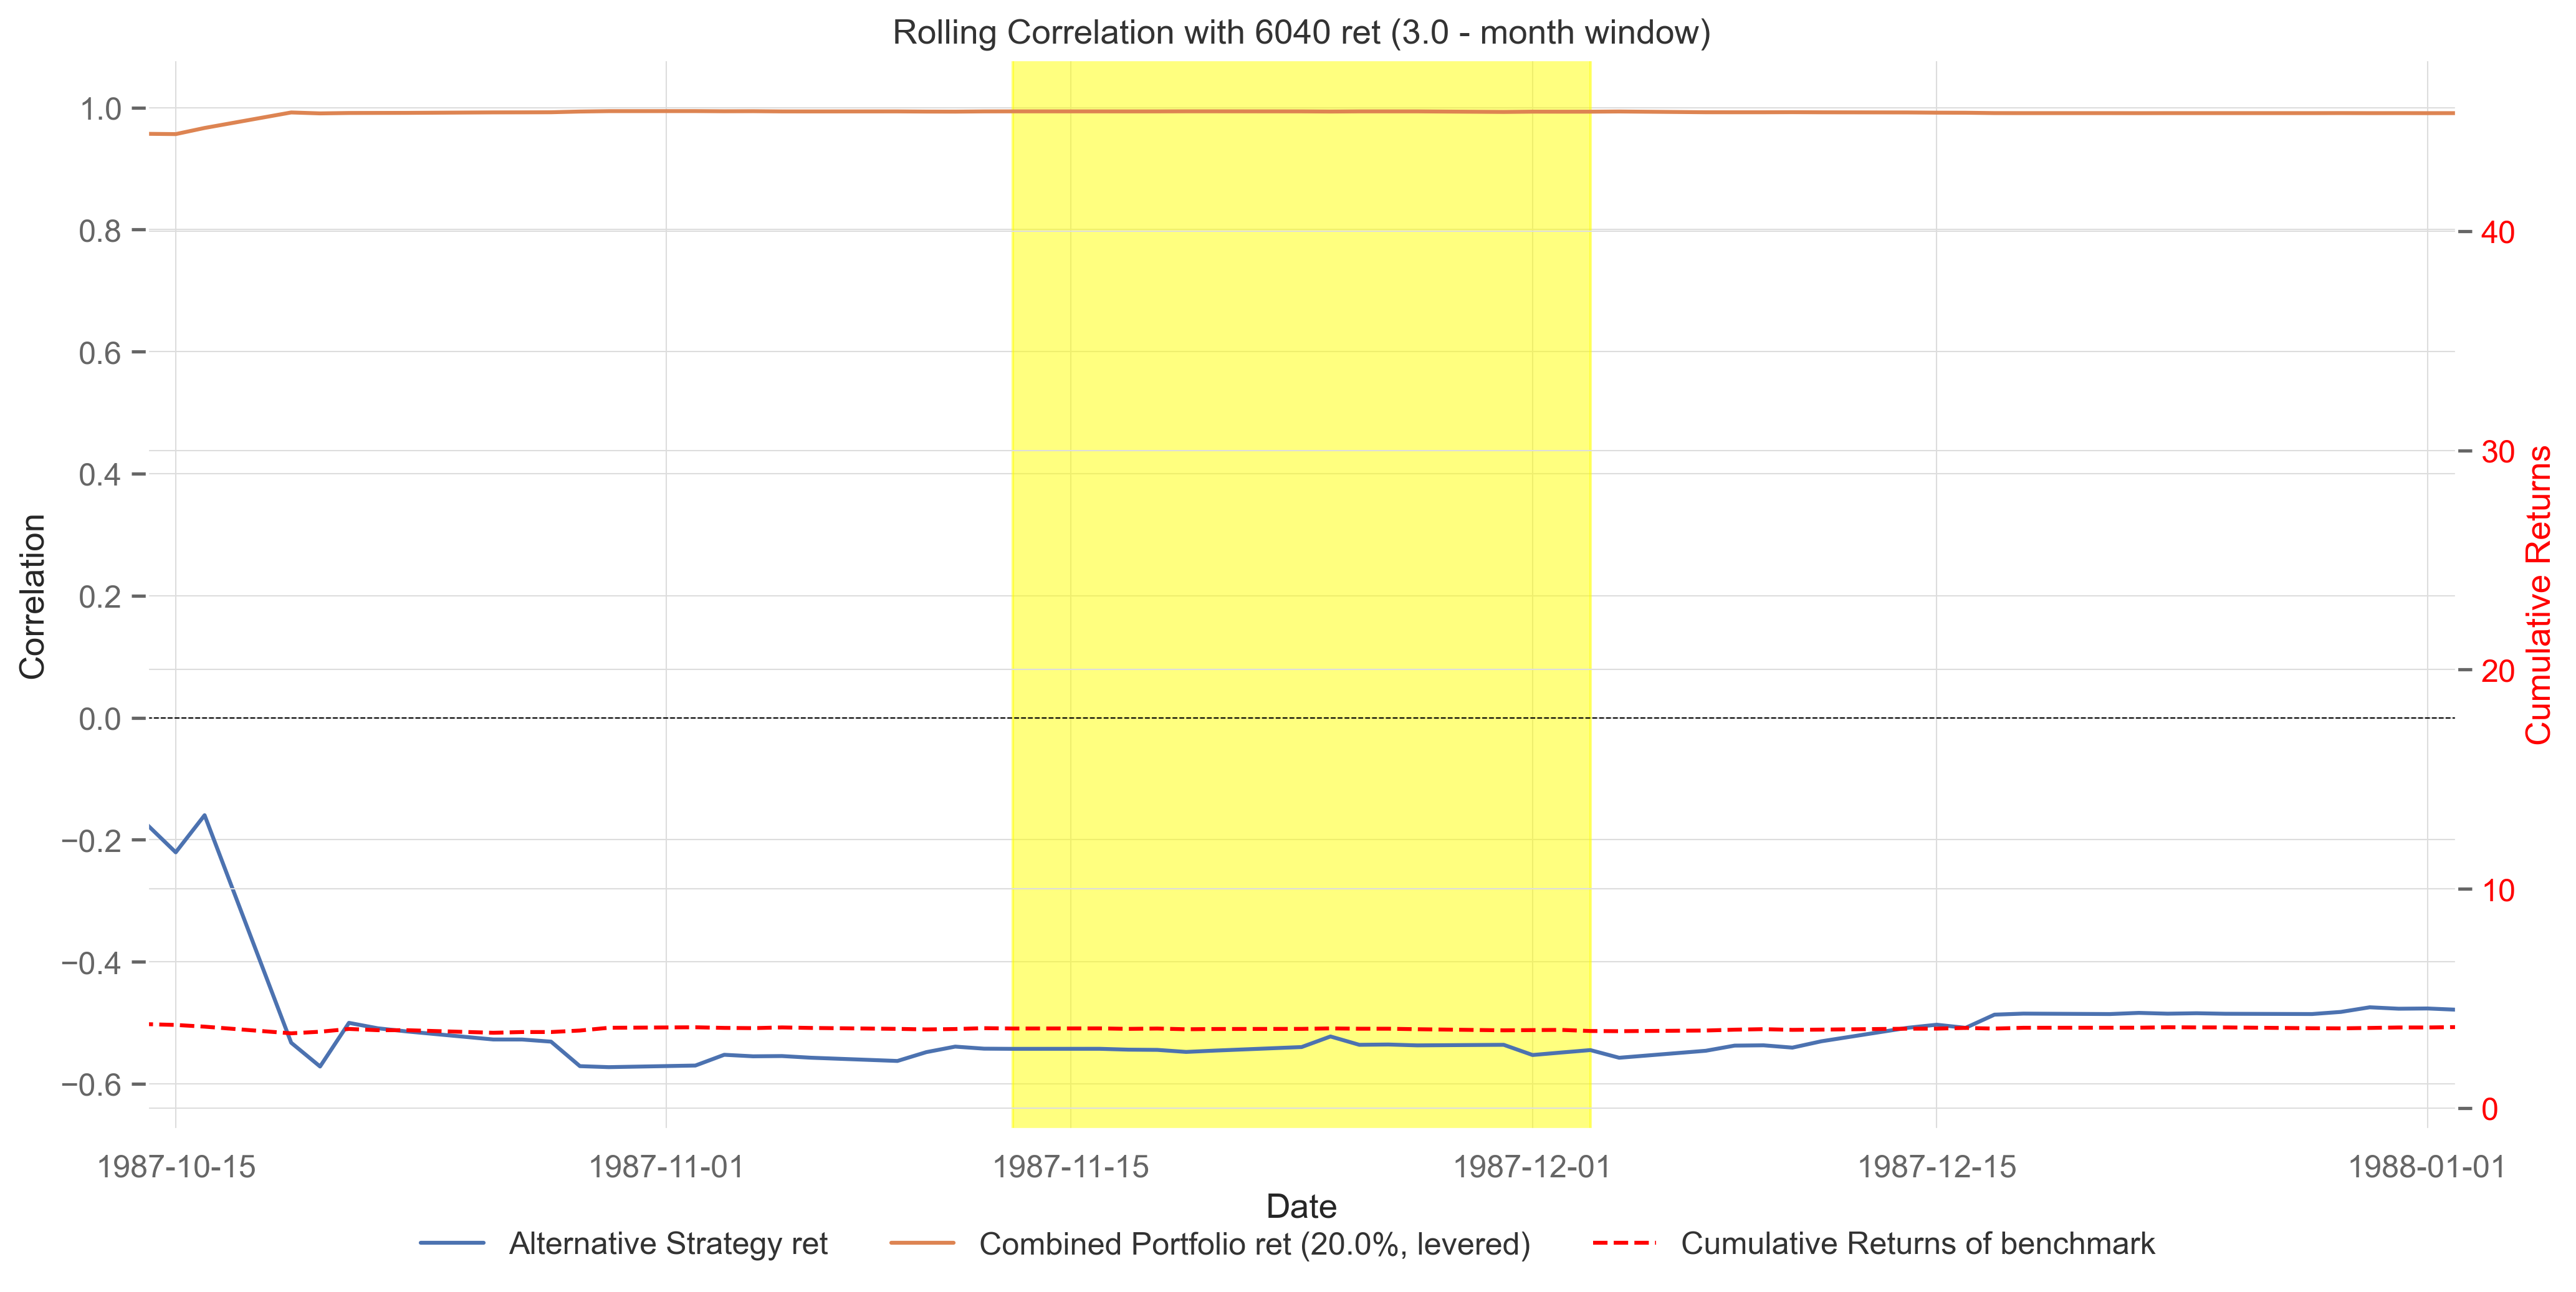 Rolling Correlation with 6040 ret (3.0 - month window)
1.0
0.8
0.6
0.4
0.2
0.0
−0.2
−0.4
−0.6
Correlation
40
30
20
10
0
Cumulative Returns
1987-10-15
1987-11-01
1987-11-15
1987-12-01
1987-12-15
1988-01-01
Date
Alternative Strategy ret
Combined Portfolio ret (20.0%, levered)
Cumulative Returns of benchmark